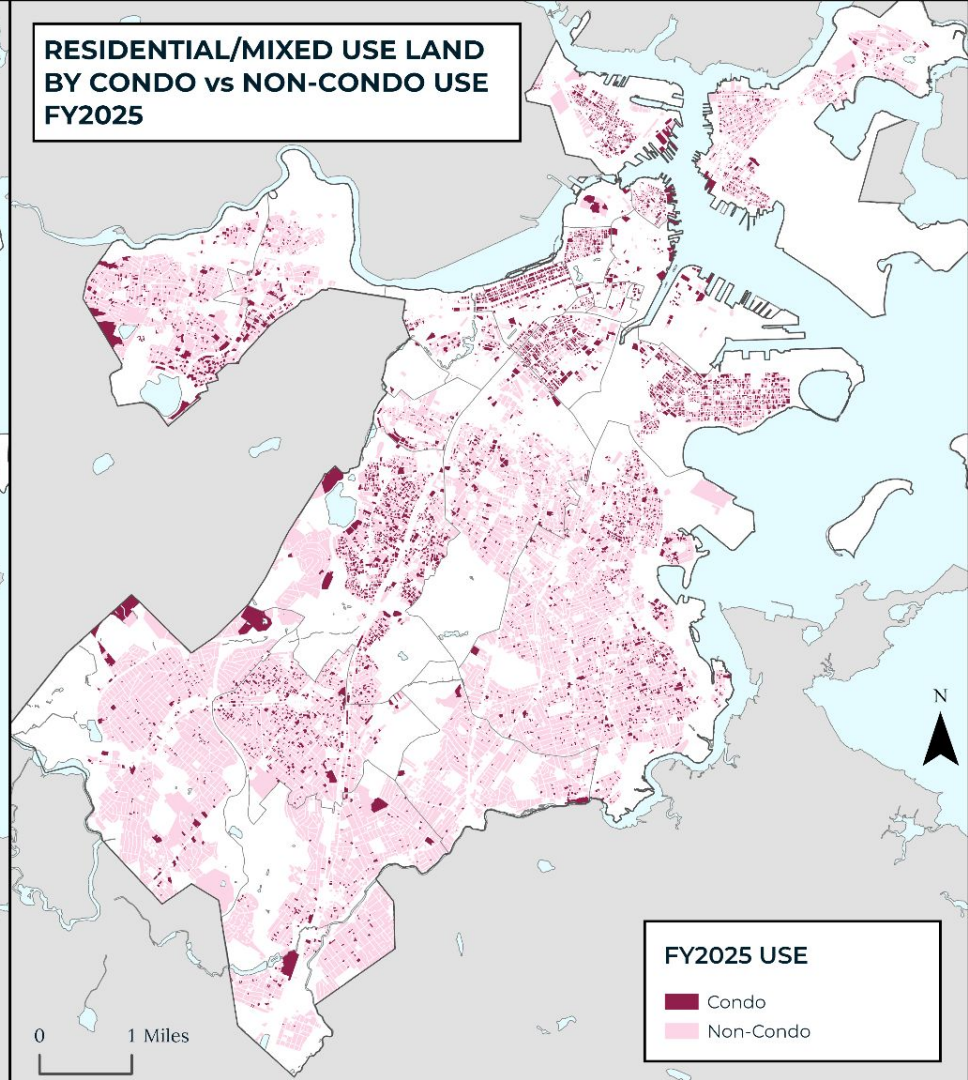 RESIDENTIAL/MIXED USE LAND
BY CONDO vs NON-CONDO USE
FY2025
N
FY2025 USE
Condo
Non-Condo
0 1 Miles